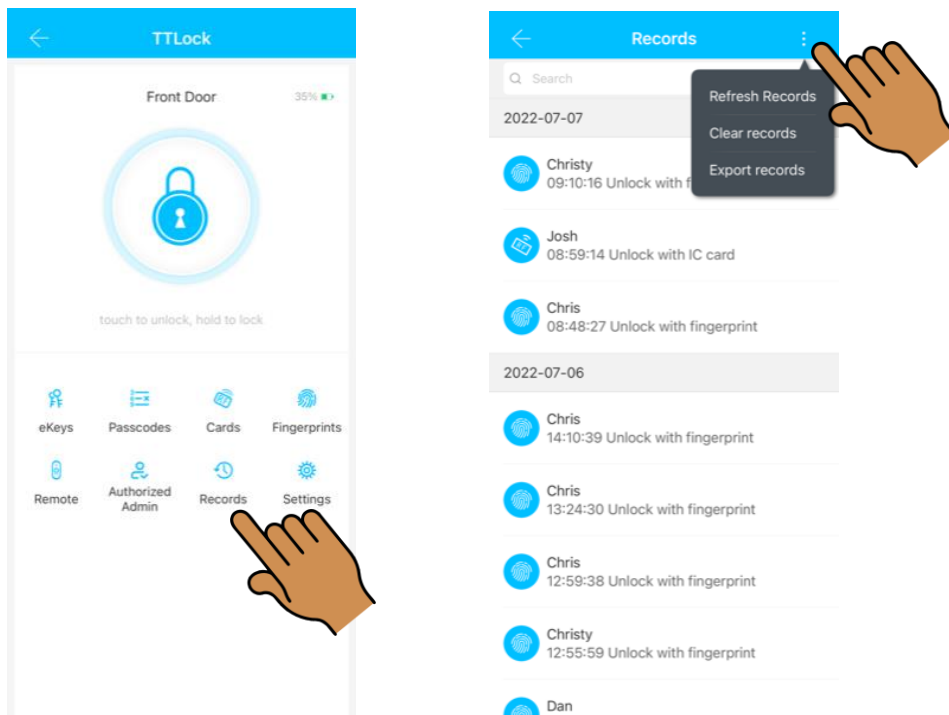 TTLock
Front Door
35%
touch to unlock, hold to lock
eKeys
Passcodes
Cards
Fingerprints
Remote
Authorized
Admin
Records
Settings
Records
Search
Refresh Records
Clear records
Export records
2022-07-07
Christy
09:10:16 Unlock with f
Josh
08:59:14 Unlock with IC card
Chris
08:48:27 Unlock with fingerprint
2022-07-06
Chris
14:10:39 Unlock with fingerprint
Chris
13:24:30 Unlock with fingerprint
Chris
12:59:38 Unlock with fingerprint
Christy
12:55:59 Unlock with fingerprint
Dan